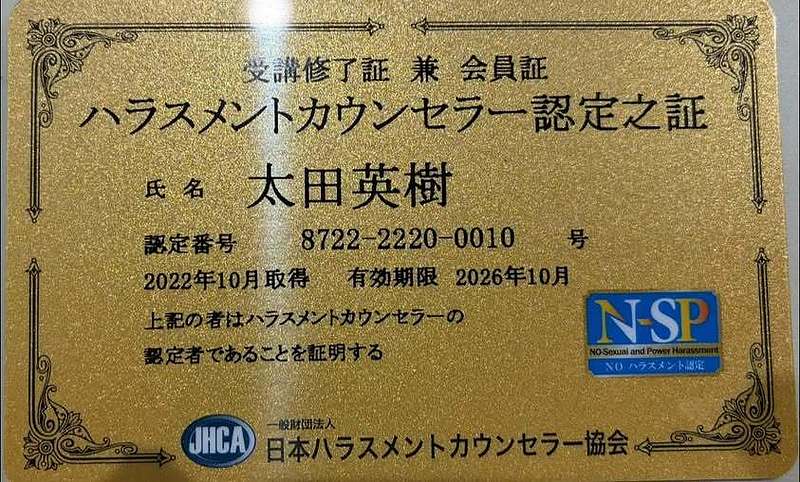 受講修了証 兼 会員証
ハラスメントカウンセラー認定之証
氏名 太田英樹
認定番号 8722-2220-0010 号
2022年10月取得 有効期限 2026年10月
上記の者はハラスメントカウンセラーの
認定者であることを証明する
N-SP
NO-Sexual and Power Harassment
NO ハラスメント認定
JHCA
一般財団法人
日本ハラスメントカウンセラー協会